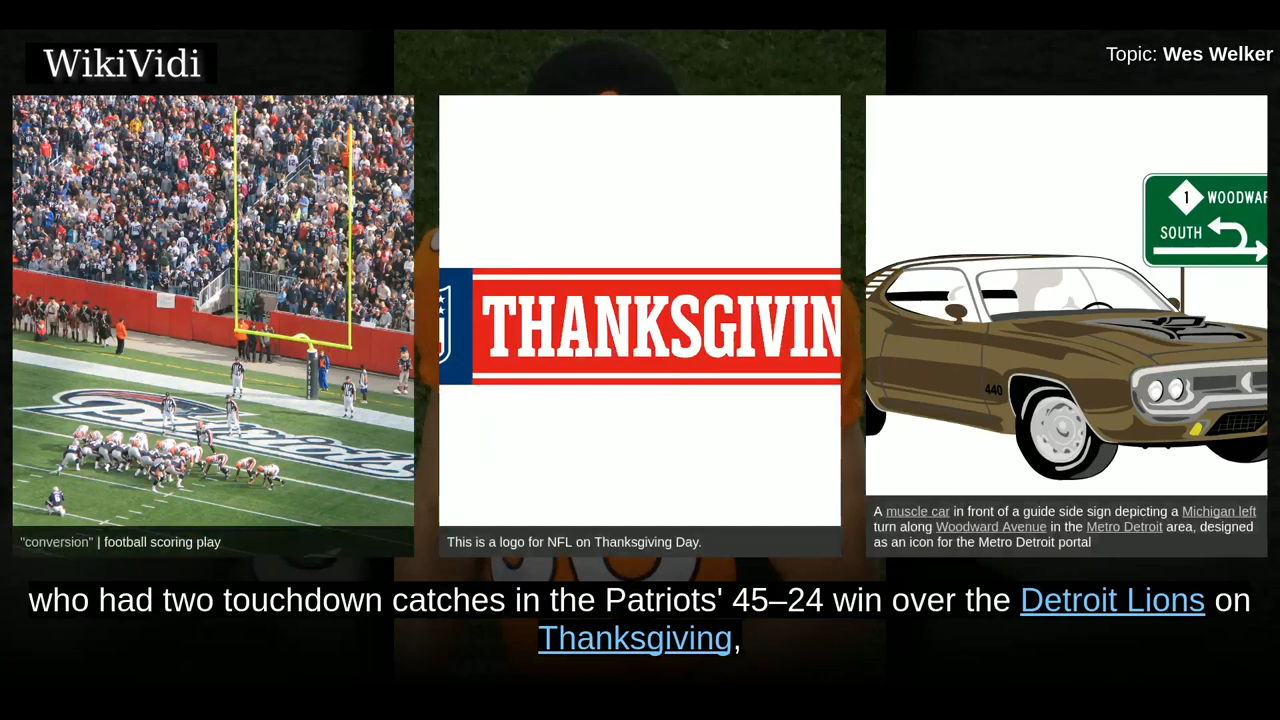 WikiVidi
Topic: Wes Welker
Patriots
THANKSGIVIN
1 WOODWAR
SOUTH
440
"conversion" | football scoring play
This is a logo for NFL on Thanksgiving Day.
A muscle car in front of a guide side sign depicting a Michigan left
turn along Woodward Avenue in the Metro Detroit area, designed
as an icon for the Metro Detroit portal
who had two touchdown catches in the Patriots' 45–24 win over the Detroit Lions on
Thanksgiving,